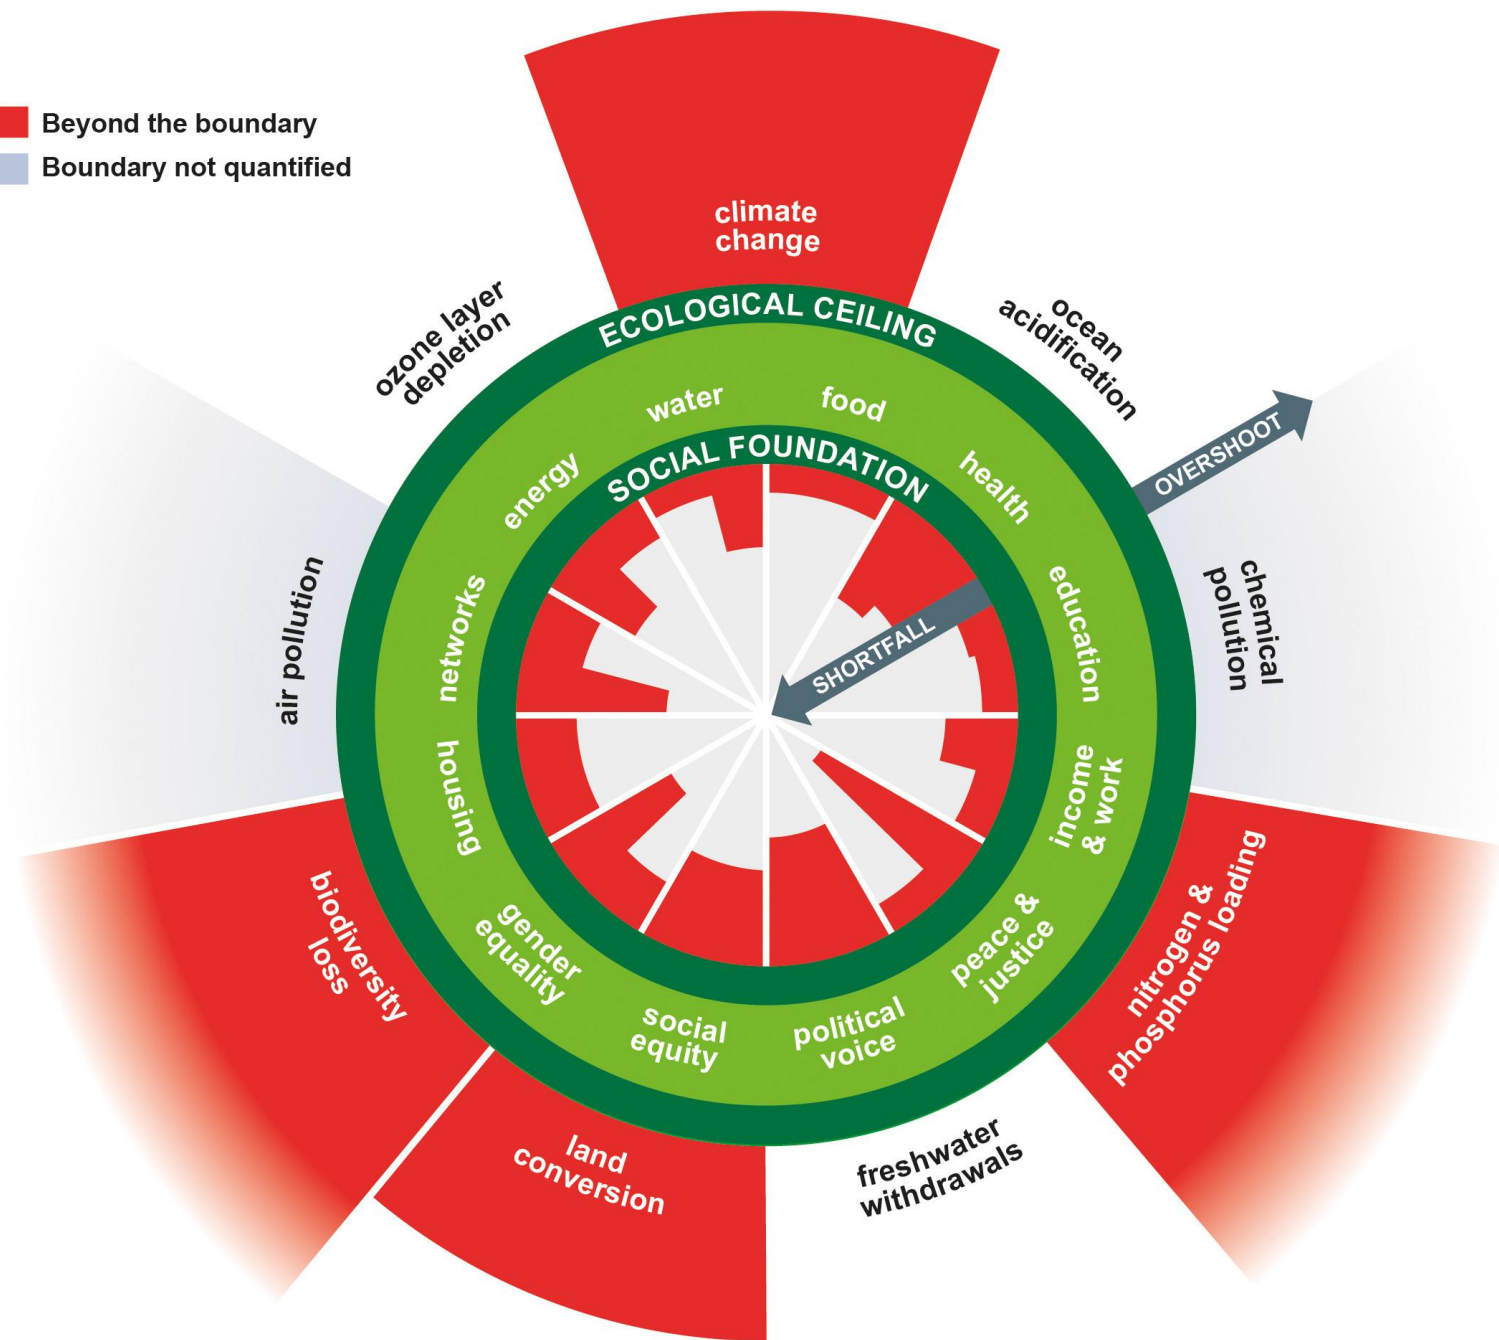 Beyond the boundary
Boundary not quantified
climate
change
ozone layer
depletion
ocean
acidification
ECOLOGICAL CEILING
water
food
energy
health
SOCIAL FOUNDATION
OVERSHOOT
air pollution
networks
education
chemical
pollution
SHORTFALL
housing
income
& work
biodiversity
loss
gender
equality
peace &
justice
nitrogen &
phosphorus loading
social
equity
political
voice
land
conversion
freshwater
withdrawals